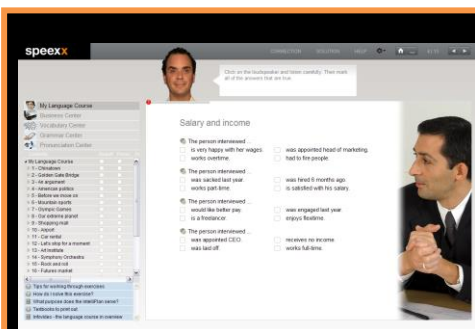 speexx
CORRECTION SOLUTION HELP
Click on the loudspeaker and listen carefully. Then mark
all of the answers that are true.
My Language Course
Business Center
Vocabulary Center
Grammar Center
Pronunciation Center
My Language Course
1 - Chinatown
2 - Golden Gate Bridge
3 - An argument
4 - American politics
5 - Before we move on
6 - Mountain sports
7 - Olympic Games
8 - Our extreme planet
9 - Shopping mall
10 - Airport
11 - Car rental
12 - Let's stop for a moment
13 - Art institute
14 - Symphony Orchestra
15 - Rock and roll
16 - Futures market
Tips for working through exercises
How do I solve this exercise?
What purpose does the IntelliPlan serve?
Textbooks to print out
Salary and income
The person interviewed ...
is very happy with her wages. was appointed head of marketing.
works overtime. had to fire people.
The person interviewed ...
was sacked last year. was hired 5 months ago.
works part-time. is satisfied with his salary.
The person interviewed ...
would like better pay. was engaged last year.
is a freelancer. enjoys flexitime.
The person interviewed ...
was appointed CEO. receives no income.
was laid off. works full-time.